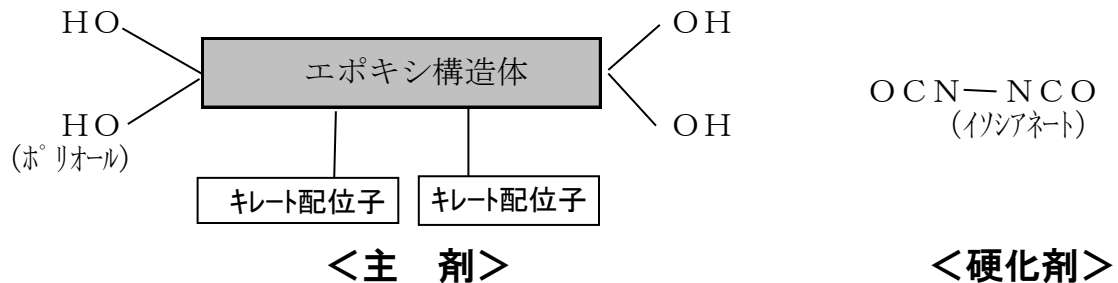 HO
OH
エポキシ構造体
OCN―NCO
(イソシアネート)
HO
OH
(ポリオール)
キレート配位子
キレート配位子
＜主　剤＞
＜硬化剤＞